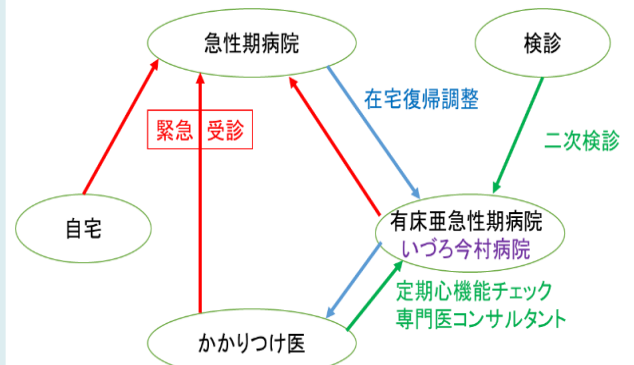 急性期病院
検診
在宅復帰調整
緊急 受診
二次検診
自宅
有床亜急性期病院
いづろ今村病院
定期心機能チェック
専門医コンサルタント
かかりつけ医